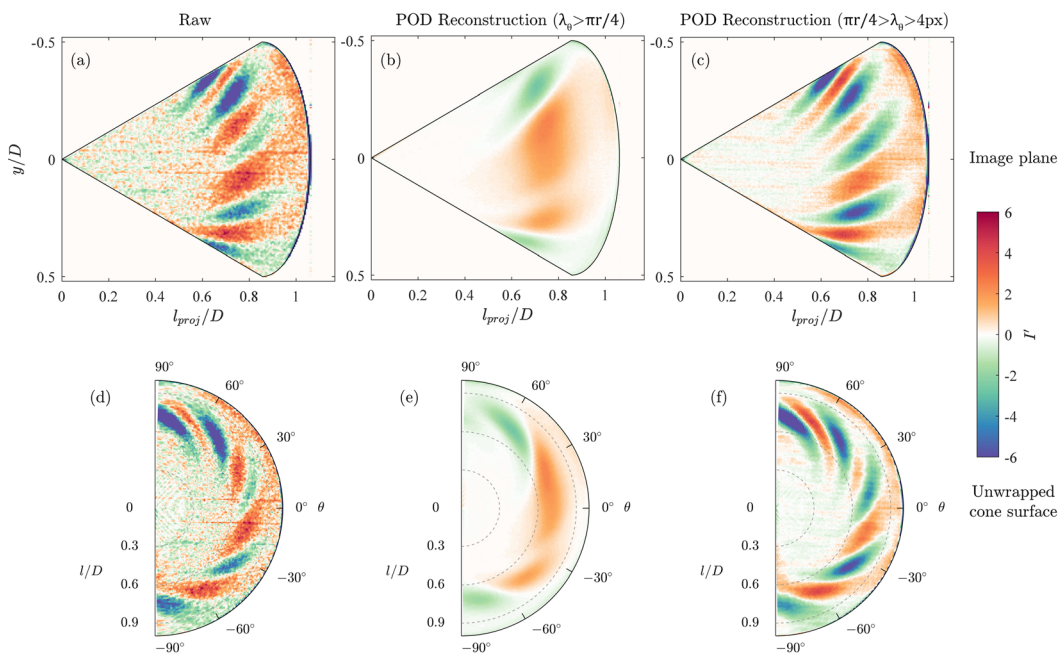 Raw
POD Reconstruction (λθ>πr/4)
POD Reconstruction (πr/4>λθ>4px)
-0.5
(a)
(b)
(c)
y/D
0
0
0
Image plane
0.5
0.5
0.5
0 0.2 0.4 0.6 0.8 1
0 0.2 0.4 0.6 0.8 1
0 0.2 0.4 0.6 0.8 1
lproj/D
lproj/D
lproj/D
6
4
2
0
-2
-4
-6
I′
(d)
90°
60°
30°
0° θ
−30°
−60°
−90°
0
0.3
0.6
0.9
l/D
(e)
90°
60°
30°
0° θ
−30°
−60°
−90°
0
0.3
0.6
0.9
l/D
(f)
90°
60°
30°
0° θ
−30°
−60°
−90°
0
0.3
0.6
0.9
l/D
Unwrapped
cone surface